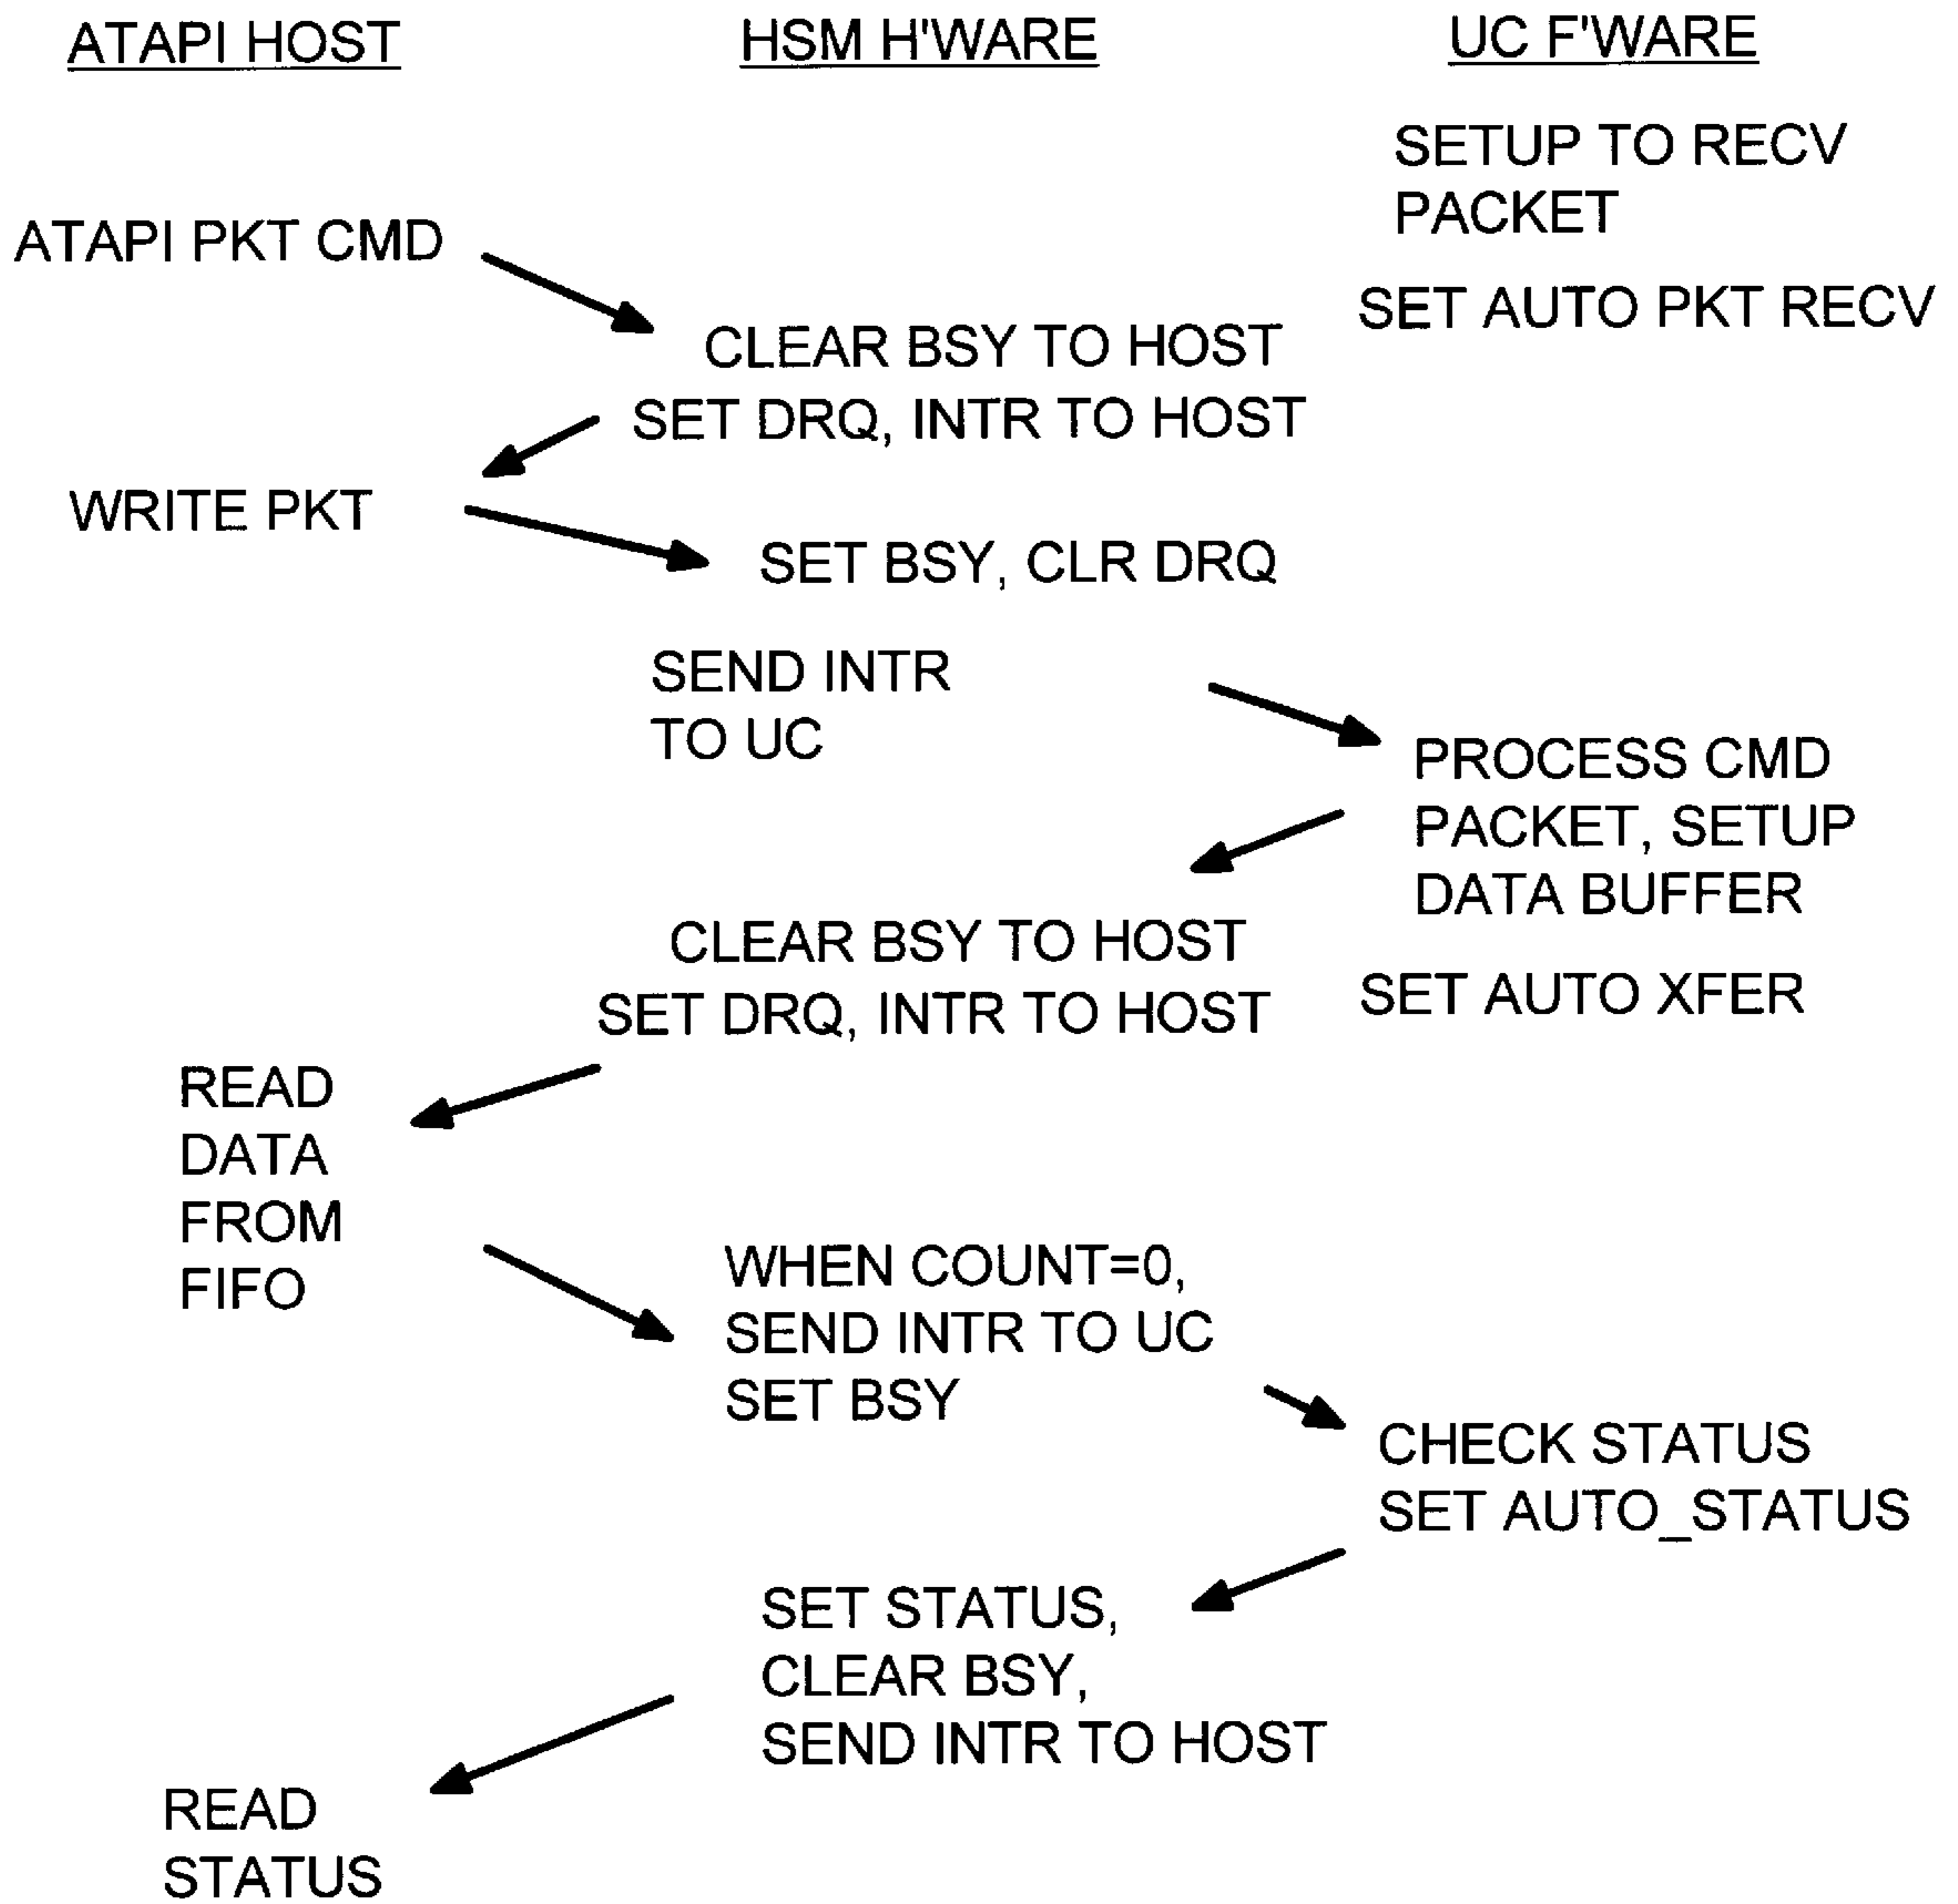 ATAPI HOST
HSM H'WARE
UC F'WARE
SETUP TO RECV
PACKET
ATAPI PKT CMD
SET AUTO PKT RECV
CLEAR BSY TO HOST
SET DRQ, INTR TO HOST
WRITE PKT
SET BSY, CLR DRQ
SEND INTR
TO UC
PROCESS CMD
PACKET, SETUP
DATA BUFFER
CLEAR BSY TO HOST
SET DRQ, INTR TO HOST
SET AUTO XFER
READ
DATA
FROM
FIFO
WHEN COUNT=0,
SEND INTR TO UC
SET BSY
CHECK STATUS
SET AUTO_STATUS
SET STATUS,
CLEAR BSY,
SEND INTR TO HOST
READ
STATUS